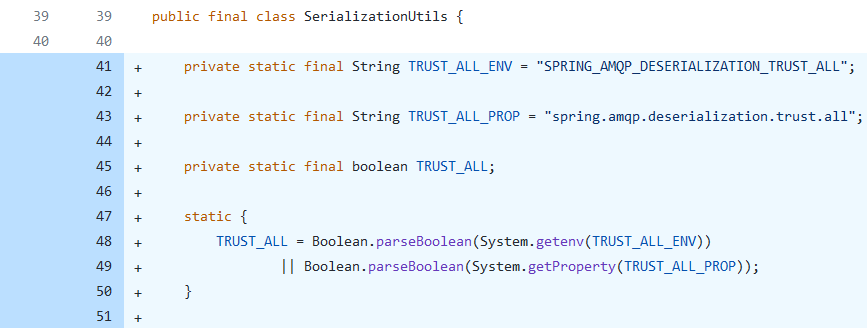 39 39 public final class SerializationUtils {
40 40
41 + private static final String TRUST_ALL_ENV = "SPRING_AMQP_DESERIALIZATION_TRUST_ALL";
42 +
43 + private static final String TRUST_ALL_PROP = "spring.amqp.deserialization.trust.all";
44 +
45 + private static final boolean TRUST_ALL;
46 +
47 + static {
48 + TRUST_ALL = Boolean.parseBoolean(System.getenv(TRUST_ALL_ENV))
49 + || Boolean.parseBoolean(System.getProperty(TRUST_ALL_PROP));
50 + }
51 +